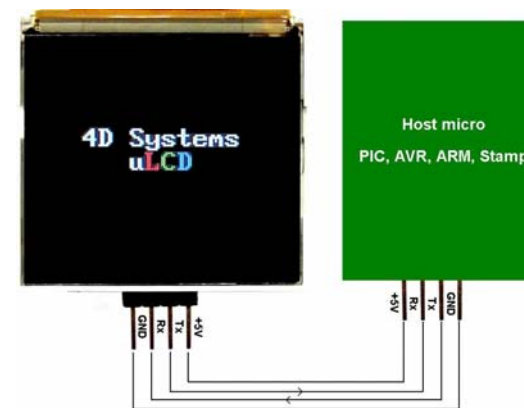 4D Systems
uLCD
Host micro
PIC, AVR, ARM, Stamp
GND
Rx
Tx
+5V
+5V
Rx
Tx
GND